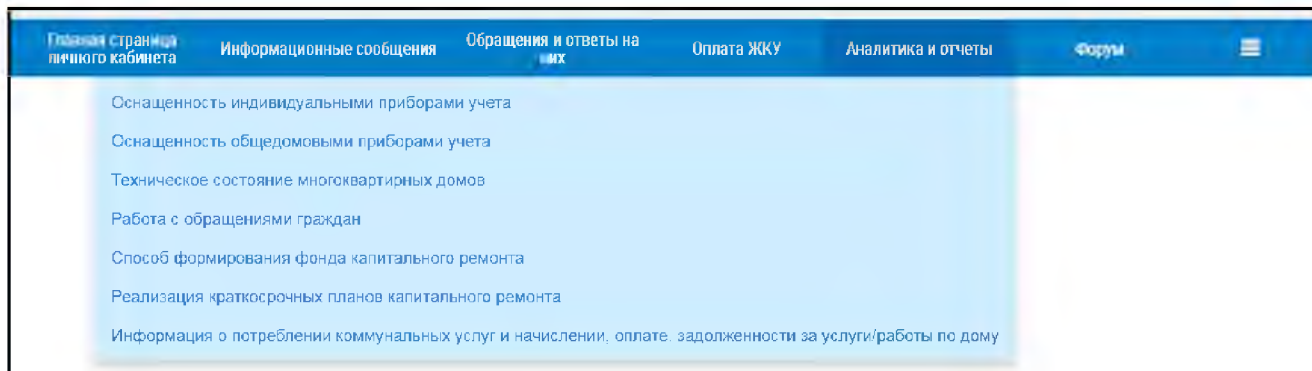 Главная страница
личного кабинета
Информационные сообщения
Обращения и ответы на
них
Оплата ЖКУ
Аналитика и отчеты
Форум
Оснащенность индивидуальными приборами учета
Оснащенность общедомовыми приборами учета
Техническое состояние многоквартирных домов
Работа с обращениями граждан
Способ формирования фонда капитального ремонта
Реализация краткосрочных планов капитального ремонта
Информация о потреблении коммунальных услуг и начислении, оплате, задолженности за услуги/работы по дому